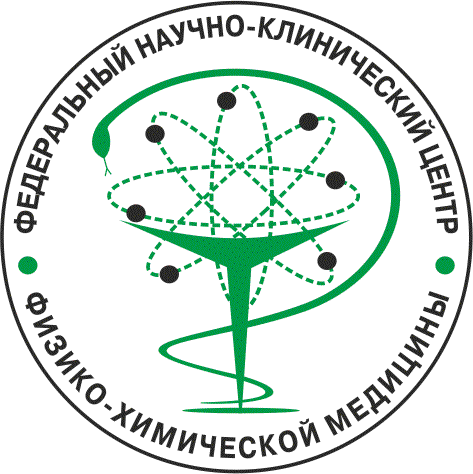 ФЕДЕРАЛЬНЫЙ НАУЧНО-КЛИНИЧЕСКИЙ ЦЕНТР
ФИЗИКО-ХИМИЧЕСКОЙ МЕДИЦИНЫ